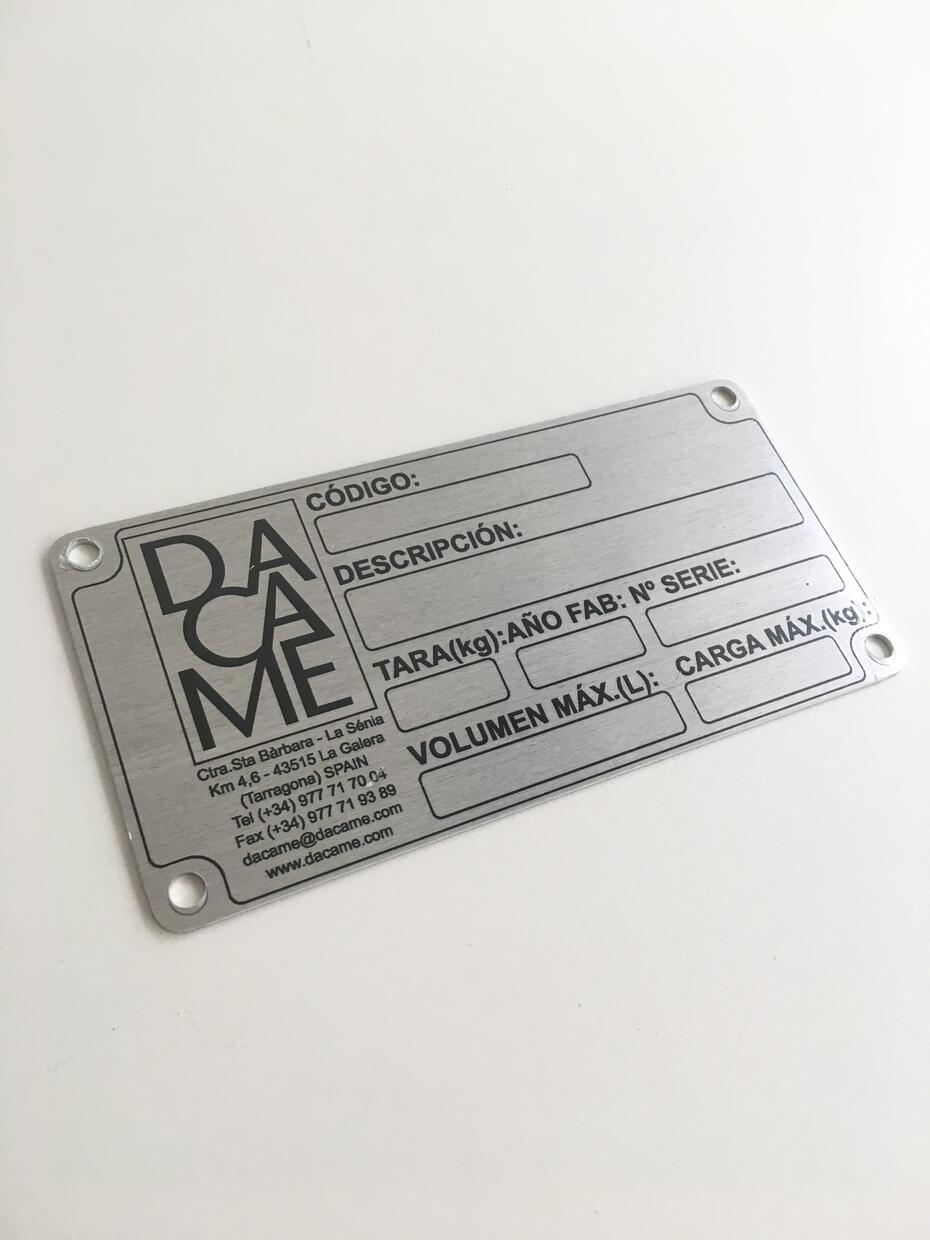 DA
CA
ME
Ctra.Sta Bàrbara - La Sénia
Km 4,6 - 43515 La Galera
(Tarragona) SPAIN
Tel (+34) 977 71 70 04
Fax (+34) 977 71 93 89
dacame@dacame.com
www.dacame.com
CÓDIGO:
DESCRIPCIÓN:
TARA(kg): AÑO FAB: Nº SERIE:
VOLUMEN MÁX.(L): CARGA MÁX.(kg):